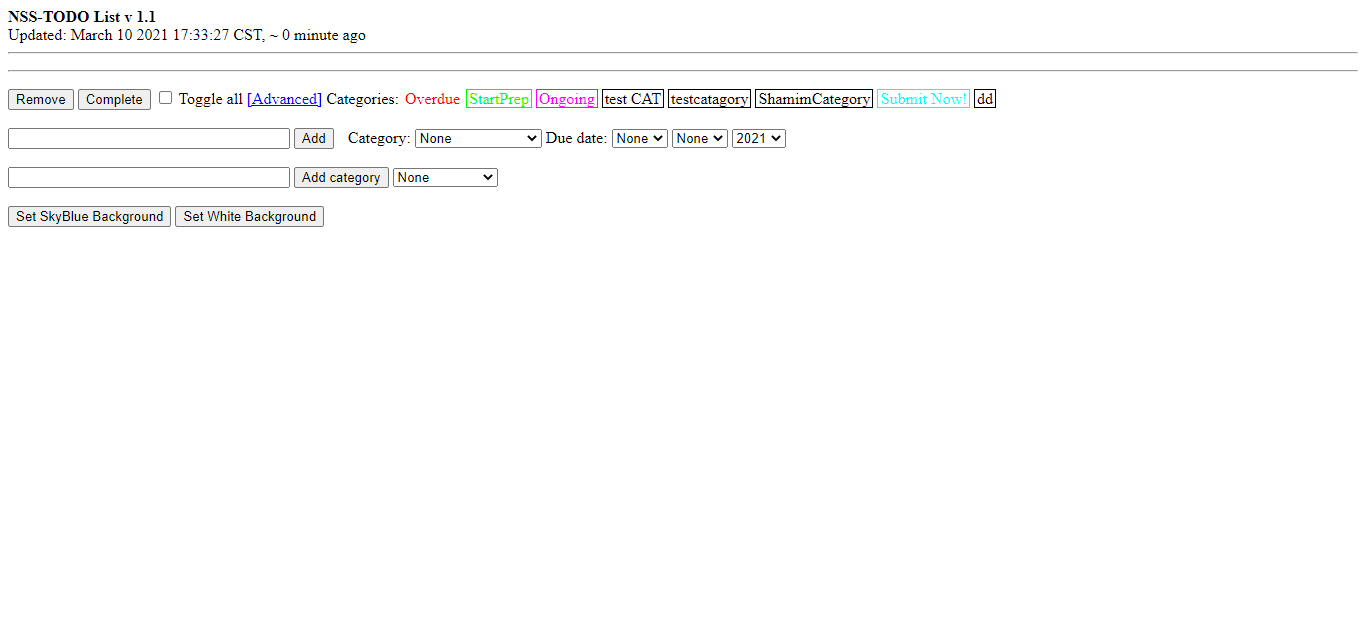 NSS-TODO List v 1.1
Updated: March 10 2021 17:33:27 CST, ~ 0 minute ago
Remove Complete Toggle all [Advanced] Categories: Overdue StartPrep Ongoing test CAT testcatagory ShamimCategory Submit Now! dd
Add Category: None Due date: None None 2021
Add category None
Set SkyBlue Background Set White Background